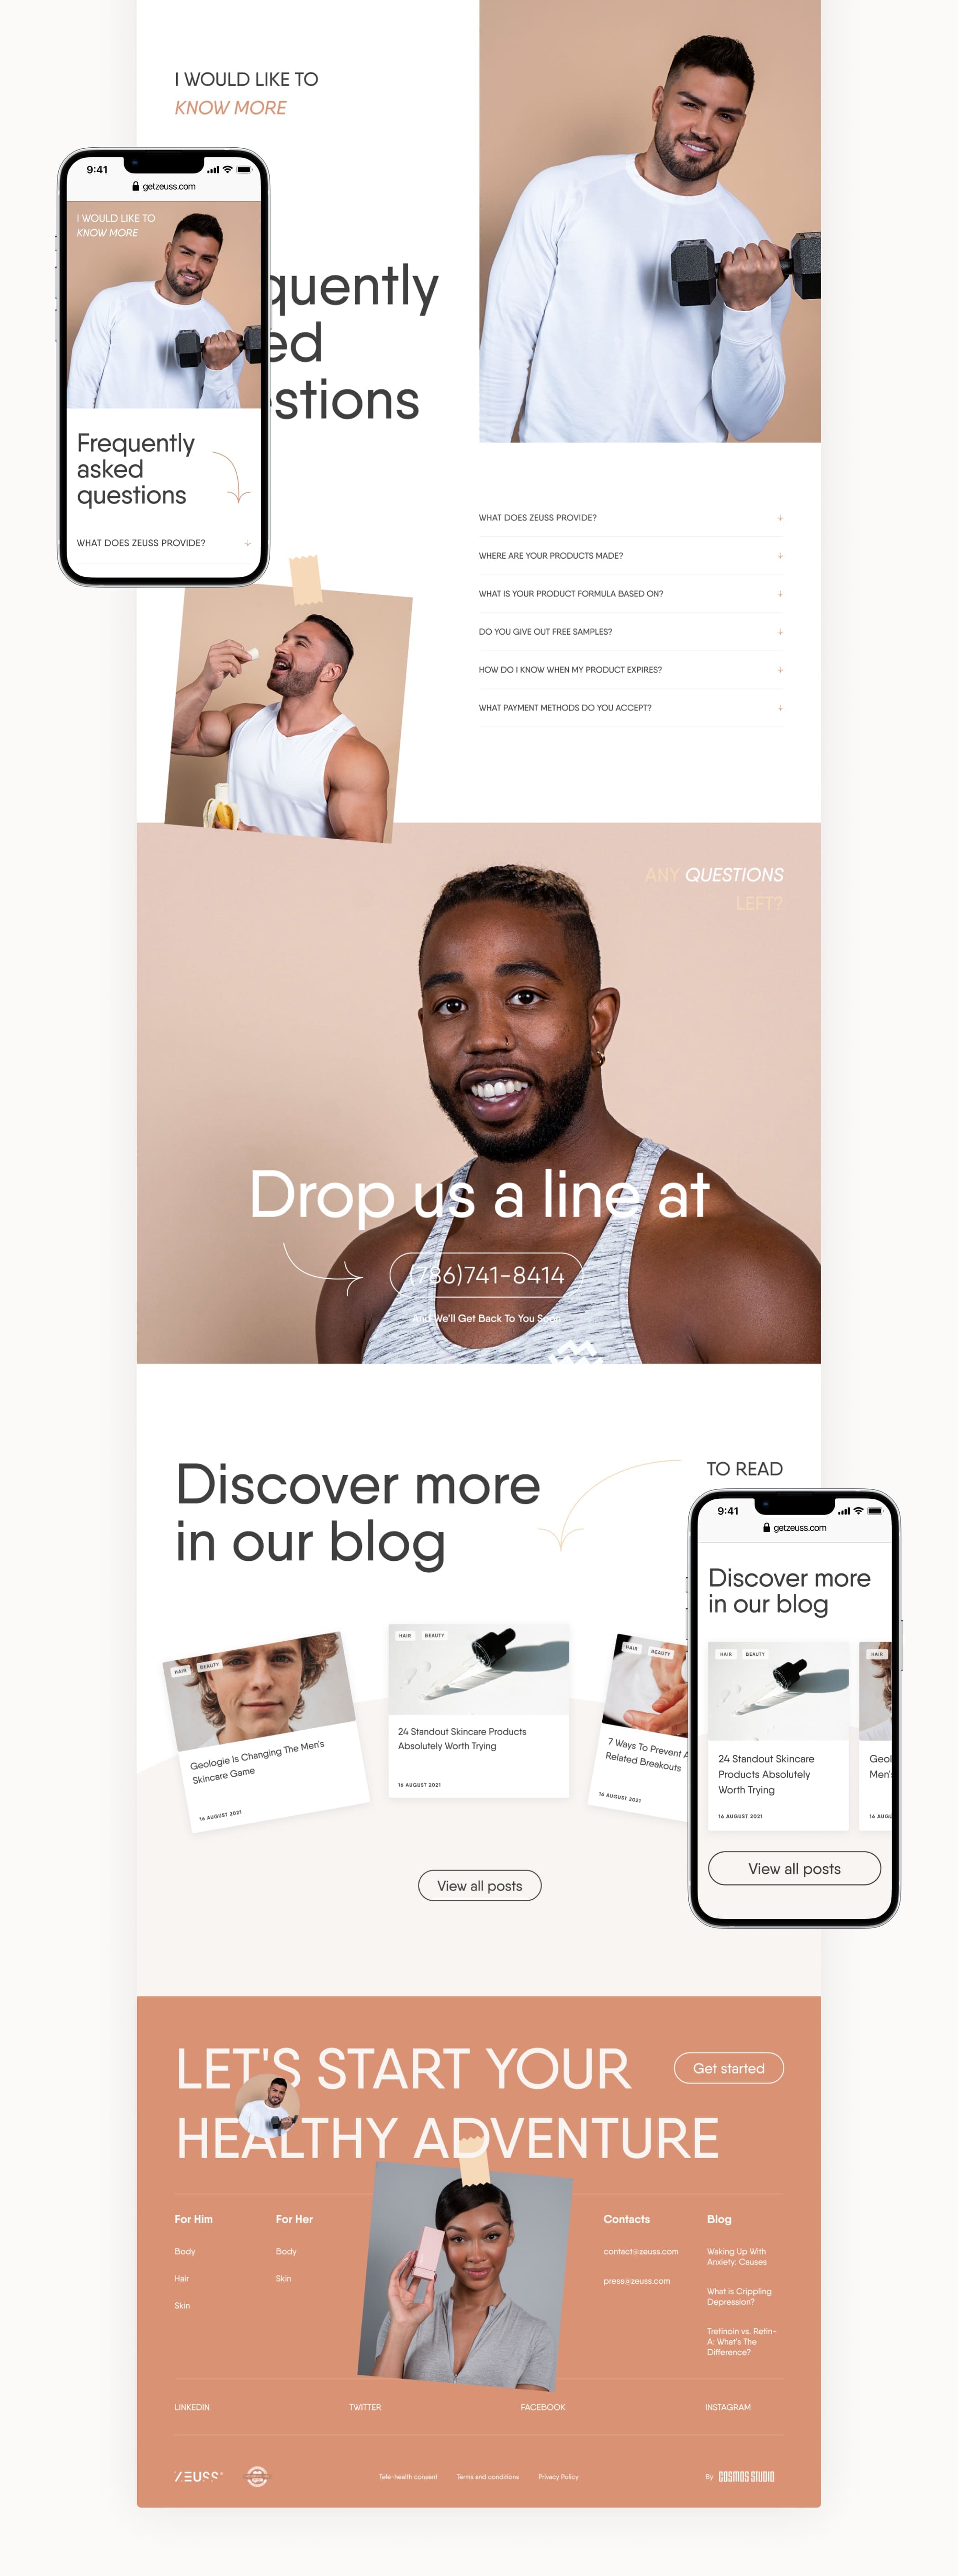 I WOULD LIKE TO
KNOW MORE
9:41
getzeuss.com
I WOULD LIKE TO
KNOW MORE
quently
ed
stions
Frequently
asked
questions
WHAT DOES ZEUSS PROVIDE?
WHAT DOES ZEUSS PROVIDE?
WHERE ARE YOUR PRODUCTS MADE?
WHAT IS YOUR PRODUCT FORMULA BASED ON?
DO YOU GIVE OUT FREE SAMPLES?
HOW DO I KNOW WHEN MY PRODUCT EXPIRES?
WHAT PAYMENT METHODS DO YOU ACCEPT?
ANY QUESTIONS
LEFT?
Drop us a line at
(786)741-8414
And We'll Get Back To You Soon
Discover more
in our blog
TO READ
9:41
getzeuss.com
Discover more
in our blog
HAIR BEAUTY
Geologie Is Changing The Men's
Skincare Game
16 AUGUST 2021
HAIR BEAUTY
24 Standout Skincare Products
Absolutely Worth Trying
16 AUGUST 2021
HAIR BEAUTY
7 Ways To Prevent A
Related Breakouts
16 AUGUST 2021
HAIR BEAUTY
24 Standout Skincare
Products Absolutely
Worth Trying
16 AUGUST 2021
HAIR
Geol
Men's
16 AUGU
View all posts
View all posts
LET'S START YOUR
HEALTHY ADVENTURE
Get started
For Him
Body
Hair
Skin
For Her
Body
Skin
Contacts
contact@zeuss.com
press@zeuss.com
Blog
Waking Up With
Anxiety: Causes
What is Crippling
Depression?
Tretinoin vs. Retin-
A: What's The
Difference?
LINKEDIN
TWITTER
FACEBOOK
INSTAGRAM
ZEUSS
Tele-health consent
Terms and conditions
Privacy Policy
By COSMOS STUDIO